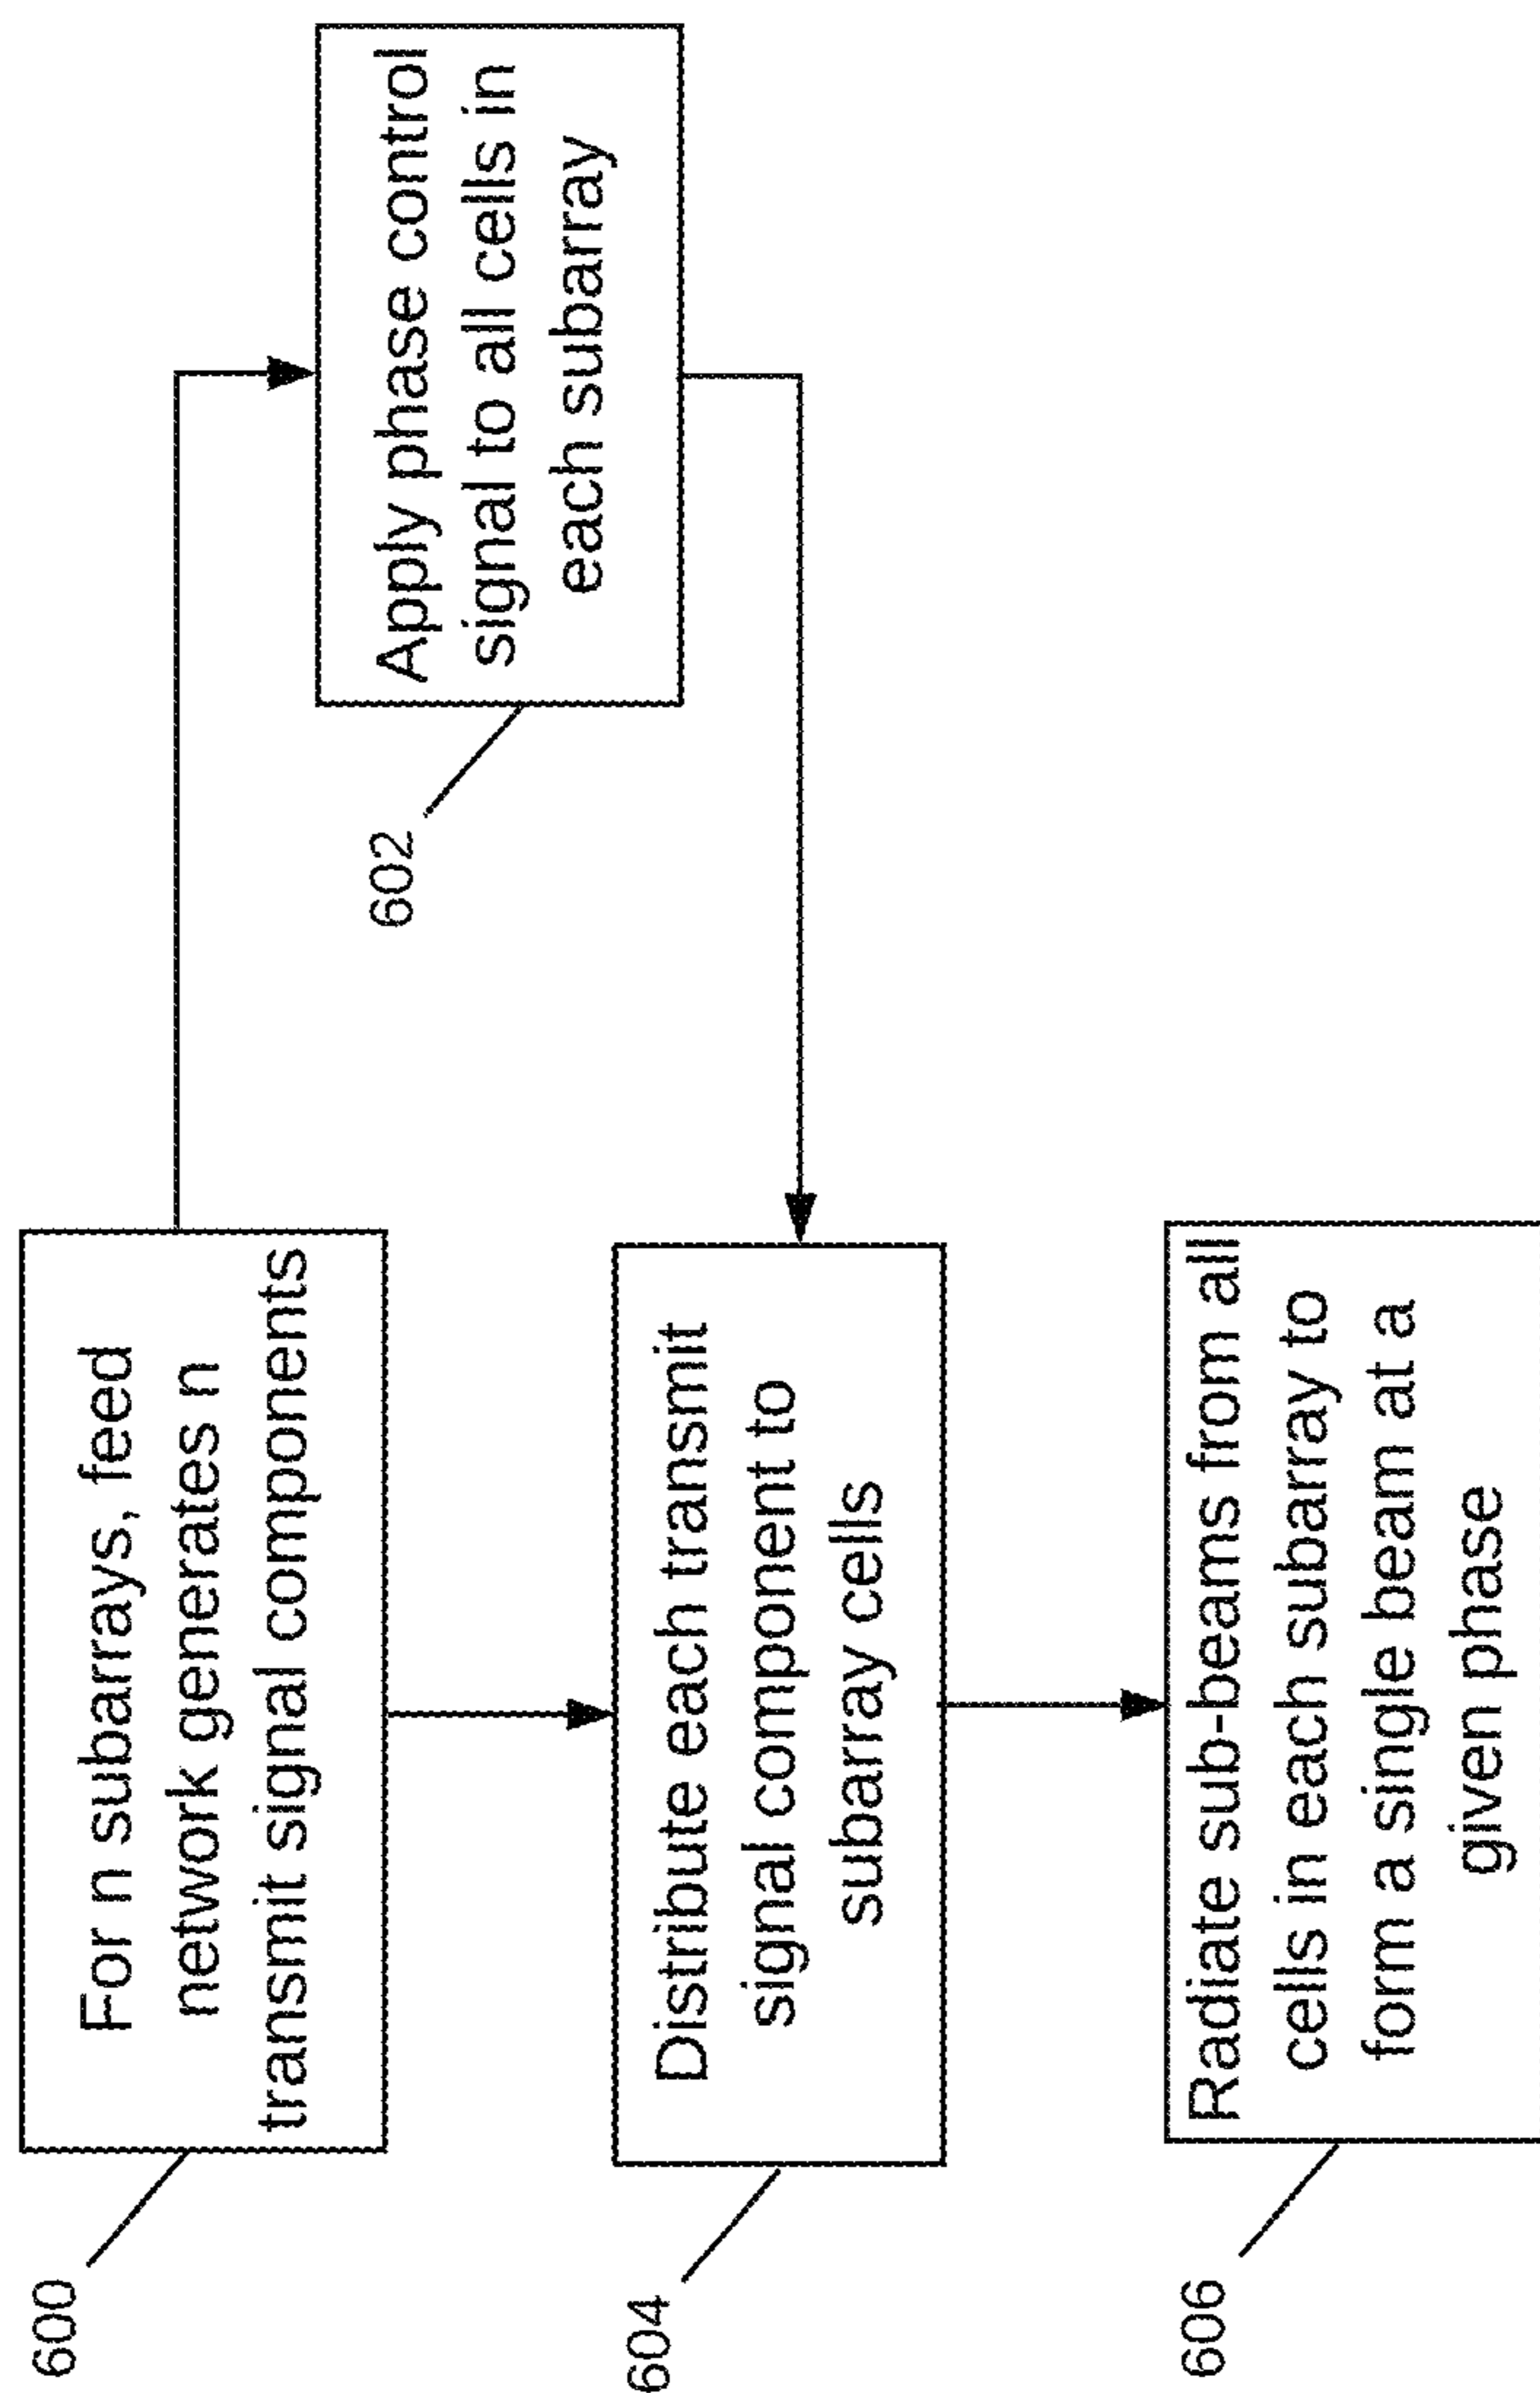 600
For n subarrays, feed
network generates n
transmit signal components
602
Apply phase control
signal to all cells in
each subarray
604
Distribute each transmit
signal component to
subarray cells
606
Radiate sub-beams from all
cells in each subarray to
form a single beam at a
given phase